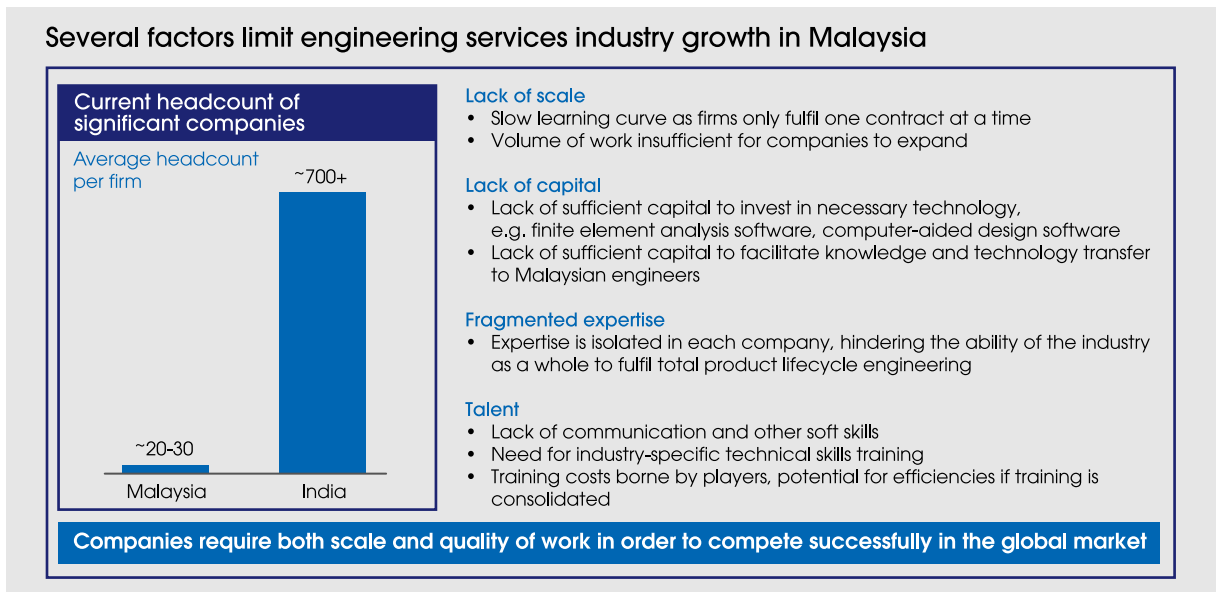 Several factors limit engineering services industry growth in Malaysia
Current headcount of
significant companies
Average headcount
per firm
~700+
~20-30
Malaysia
India
Lack of scale
• Slow learning curve as firms only fulfil one contract at a time
• Volume of work insufficient for companies to expand
Lack of capital
• Lack of sufficient capital to invest in necessary technology,
e.g. finite element analysis software, computer-aided design software
• Lack of sufficient capital to facilitate knowledge and technology transfer
to Malaysian engineers
Fragmented expertise
• Expertise is isolated in each company, hindering the ability of the industry
as a whole to fulfil total product lifecycle engineering
Talent
• Lack of communication and other soft skills
• Need for industry-specific technical skills training
• Training costs borne by players, potential for efficiencies if training is
consolidated
Companies require both scale and quality of work in order to compete successfully in the global market